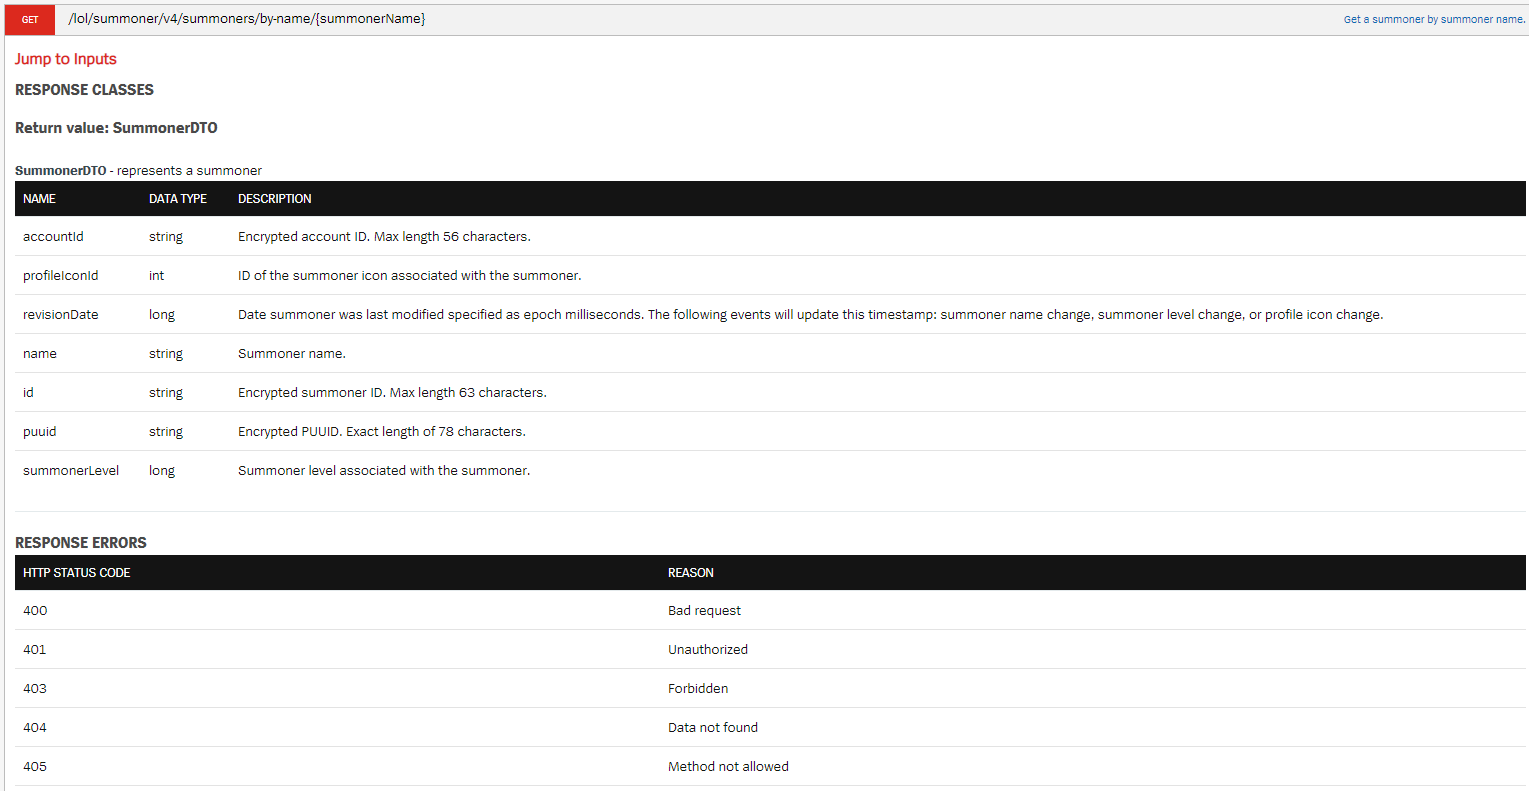 GET /lol/summoner/v4/summoners/by-name/{summonerName} Get a summoner by summoner name.
Jump to Inputs
RESPONSE CLASSES
Return value: SummonerDTO
SummonerDTO - represents a summoner
NAME DATA TYPE DESCRIPTION
accountId string Encrypted account ID. Max length 56 characters.
profileIconId int ID of the summoner icon associated with the summoner.
revisionDate long Date summoner was last modified specified as epoch milliseconds. The following events will update this timestamp: summoner name change, summoner level change, or profile icon change.
name string Summoner name.
id string Encrypted summoner ID. Max length 63 characters.
puuid string Encrypted PUUID. Exact length of 78 characters.
summonerLevel long Summoner level associated with the summoner.
RESPONSE ERRORS
HTTP STATUS CODE REASON
400 Bad request
401 Unauthorized
403 Forbidden
404 Data not found
405 Method not allowed